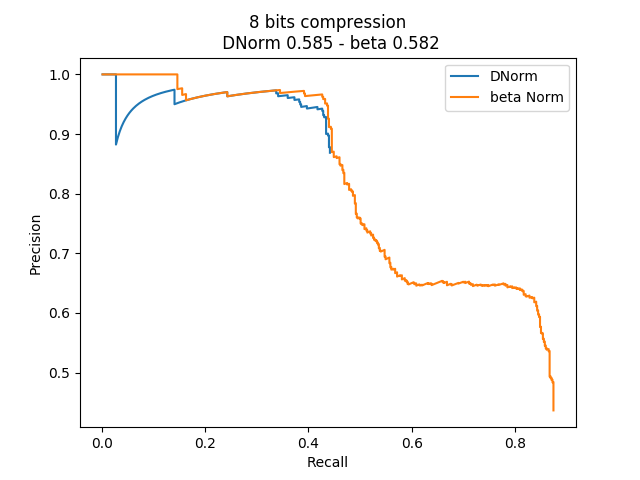 8 bits compression
DNorm 0.585 - beta 0.582
DNorm
beta Norm
1.0
0.9
0.8
0.7
0.6
0.5
Precision
0.0 0.2 0.4 0.6 0.8
Recall